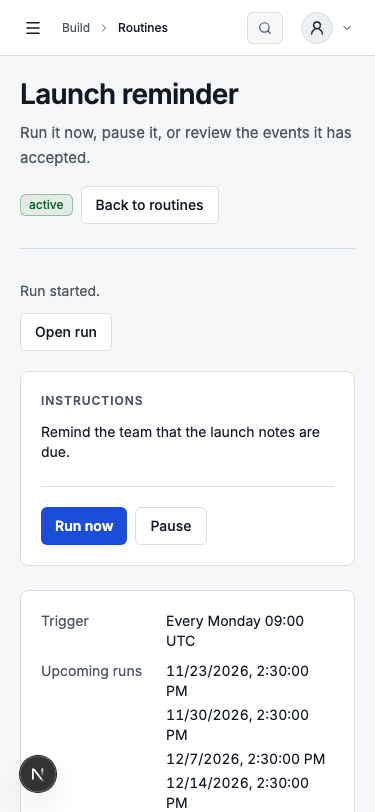 Build > Routines
Launch reminder
Run it now, pause it, or review the events it has
accepted.
active
Back to routines
Run started.
Open run
INSTRUCTIONS
Remind the team that the launch notes are
due.
Run now
Pause
Trigger
Every Monday 09:00
UTC
Upcoming runs
11/23/2026, 2:30:00
PM
11/30/2026, 2:30:00
PM
12/7/2026, 2:30:00 PM
12/14/2026, 2:30:00
PM
N